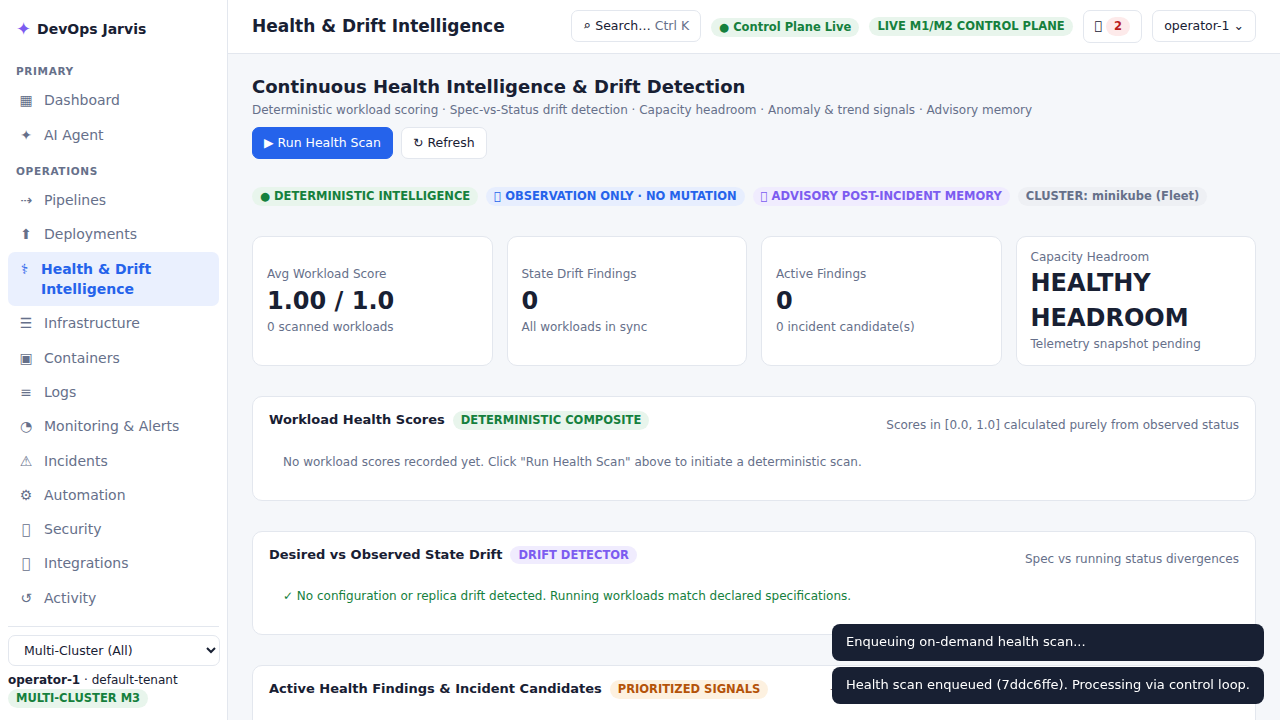 DevOps Jarvis
PRIMARY
Dashboard
AI Agent
OPERATIONS
Pipelines
Deployments
Health & Drift
Intelligence
Infrastructure
Containers
Logs
Monitoring & Alerts
Incidents
Automation
Security
Integrations
Activity
Multi-Cluster (All)
operator-1 · default-tenant
MULTI-CLUSTER M3
Health & Drift Intelligence
Search... Ctrl K
● Control Plane Live
LIVE M1/M2 CONTROL PLANE
2
operator-1
Continuous Health Intelligence & Drift Detection
Deterministic workload scoring · Spec-vs-Status drift detection · Capacity headroom · Anomaly & trend signals · Advisory memory
▶ Run Health Scan
↻ Refresh
● DETERMINISTIC INTELLIGENCE
OBSERVATION ONLY · NO MUTATION
ADVISORY POST-INCIDENT MEMORY
CLUSTER: minikube (Fleet)
Avg Workload Score
1.00 / 1.0
0 scanned workloads
State Drift Findings
0
All workloads in sync
Active Findings
0
0 incident candidate(s)
Capacity Headroom
HEALTHY
HEADROOM
Telemetry snapshot pending
Workload Health Scores DETERMINISTIC COMPOSITE
Scores in [0.0, 1.0] calculated purely from observed status
No workload scores recorded yet. Click "Run Health Scan" above to initiate a deterministic scan.
Desired vs Observed State Drift DRIFT DETECTOR
Spec vs running status divergences
✓ No configuration or replica drift detected. Running workloads match declared specifications.
Active Health Findings & Incident Candidates PRIORITIZED SIGNALS
Enqueuing on-demand health scan...
Health scan enqueued (7ddc6ffe). Processing via control loop.